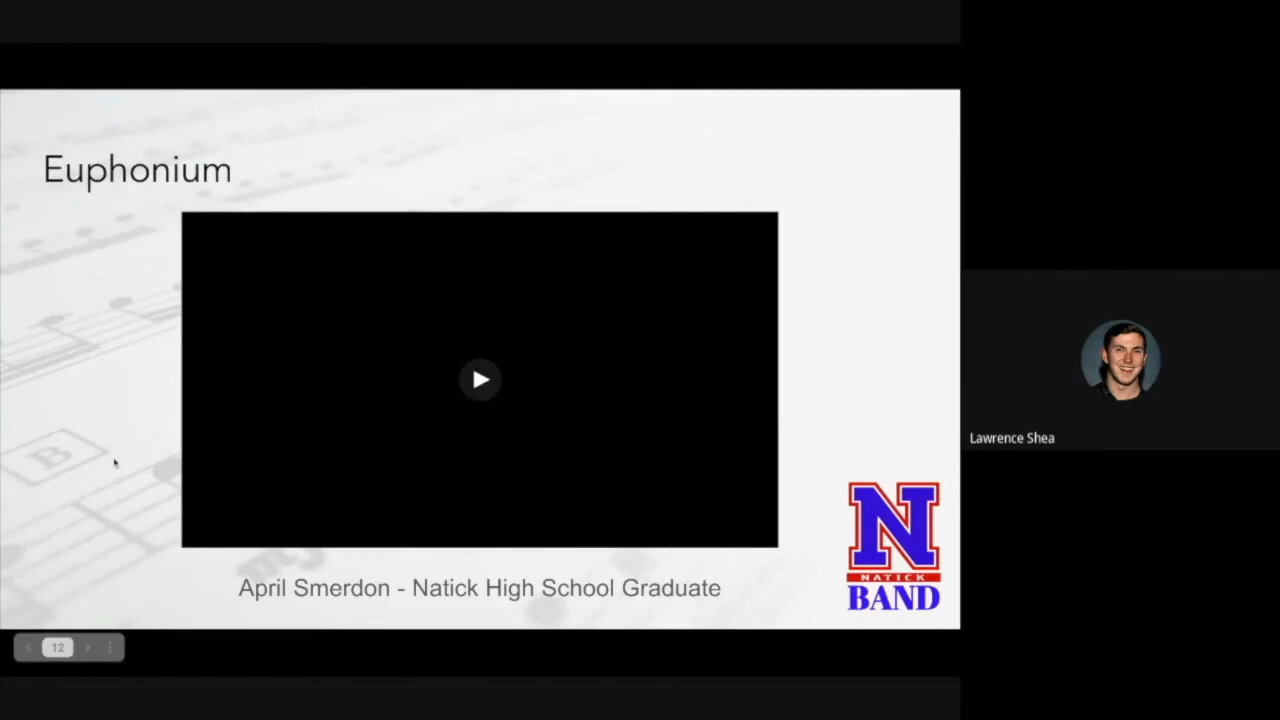 Euphonium
B
April Smerdon - Natick High School Graduate
N
NATICK
BAND
Lawrence Shea
12